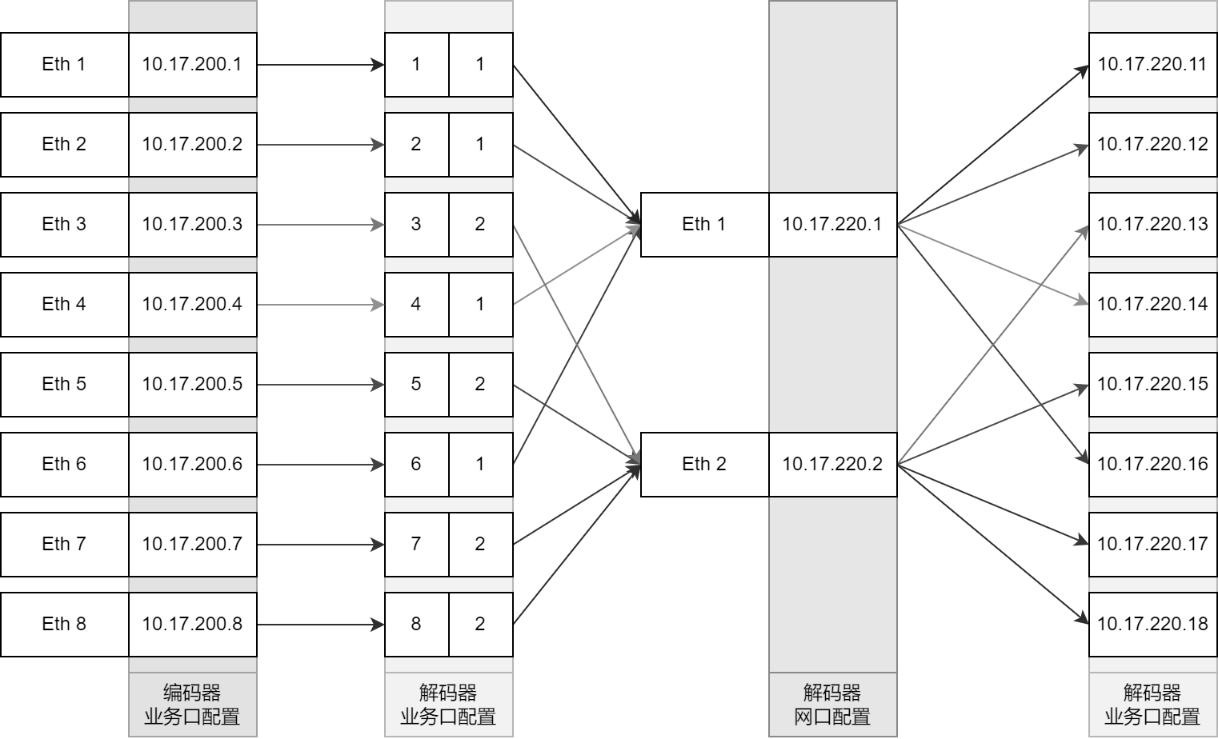 Eth 1 10.17.200.1 1 1 10.17.220.11
Eth 2 10.17.200.2 2 1 10.17.220.12
Eth 3 10.17.200.3 3 2 Eth 1 10.17.220.1 10.17.220.13
Eth 4 10.17.200.4 4 1 10.17.220.14
Eth 5 10.17.200.5 5 2 10.17.220.15
Eth 6 10.17.200.6 6 1 Eth 2 10.17.220.2 10.17.220.16
Eth 7 10.17.200.7 7 2 10.17.220.17
Eth 8 10.17.200.8 8 2 10.17.220.18
编码器
业务口配置
解码器
业务口配置
解码器
网口配置
解码器
业务口配置